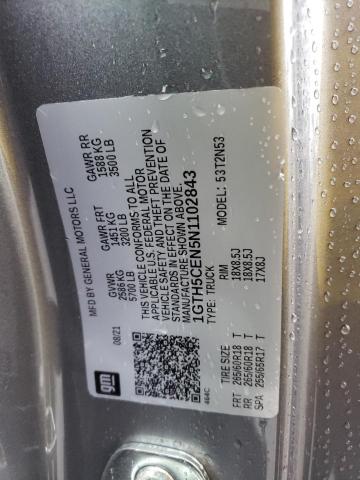 MFD BY GENERAL MOTORS LLC
08/21 GVWR GAWR FRT GAWR RR
2586 KG 1451 KG 1588 KG
5700 LB 3200 LB 3500 LB
THIS VEHICLE CONFORMS TO ALL
APPLICABLE U.S. FEDERAL MOTOR
VEHICLE SAFETY AND THEFT PREVENTION
STANDARDS IN EFFECT ON THE DATE OF
MANUFACTURE SHOWN ABOVE.
1GTH5CEN5N1102843
TYPE: TRUCK MODEL: 53T2N53
gm
464C
TIRE SIZE RIM
FRT 265/60R18 T 18X8.5J
RR 265/60R18 T 18X8.5J
SPA 255/65R17 T 17X8J